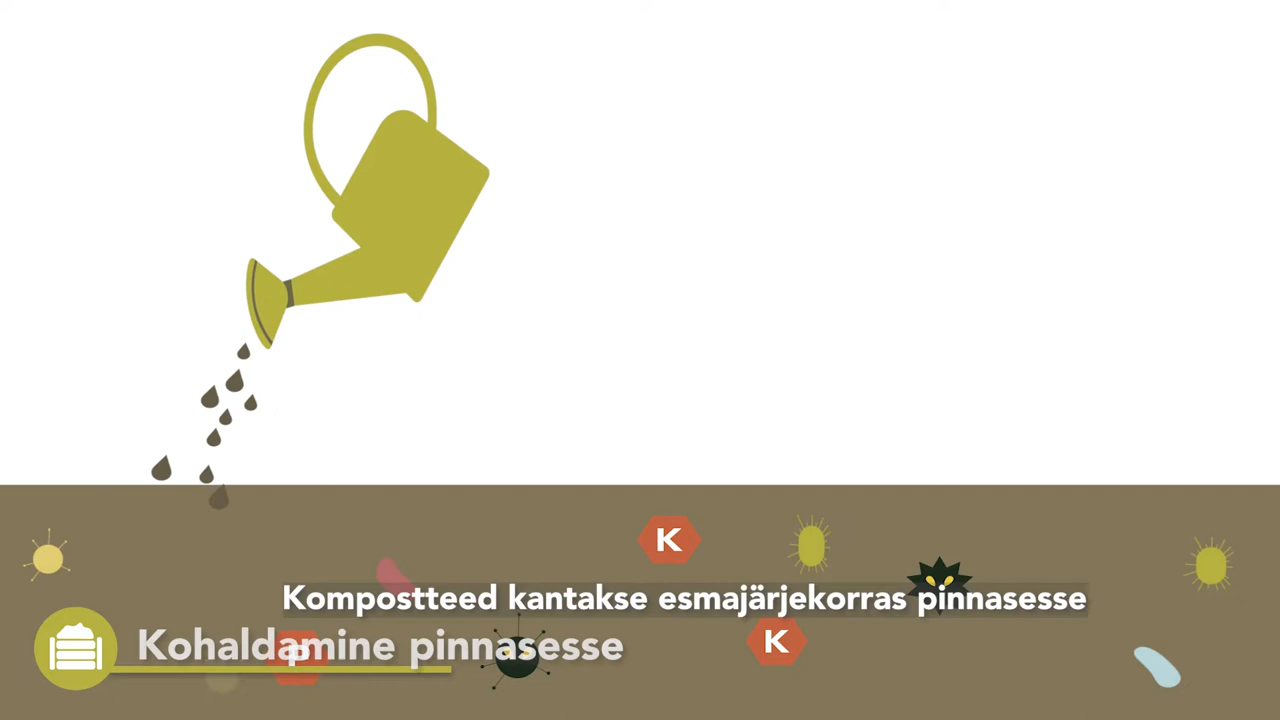 K
Kompostteed kantakse esmajärjekorras pinnasesse
Kohaldamine pinnasesse
P
K